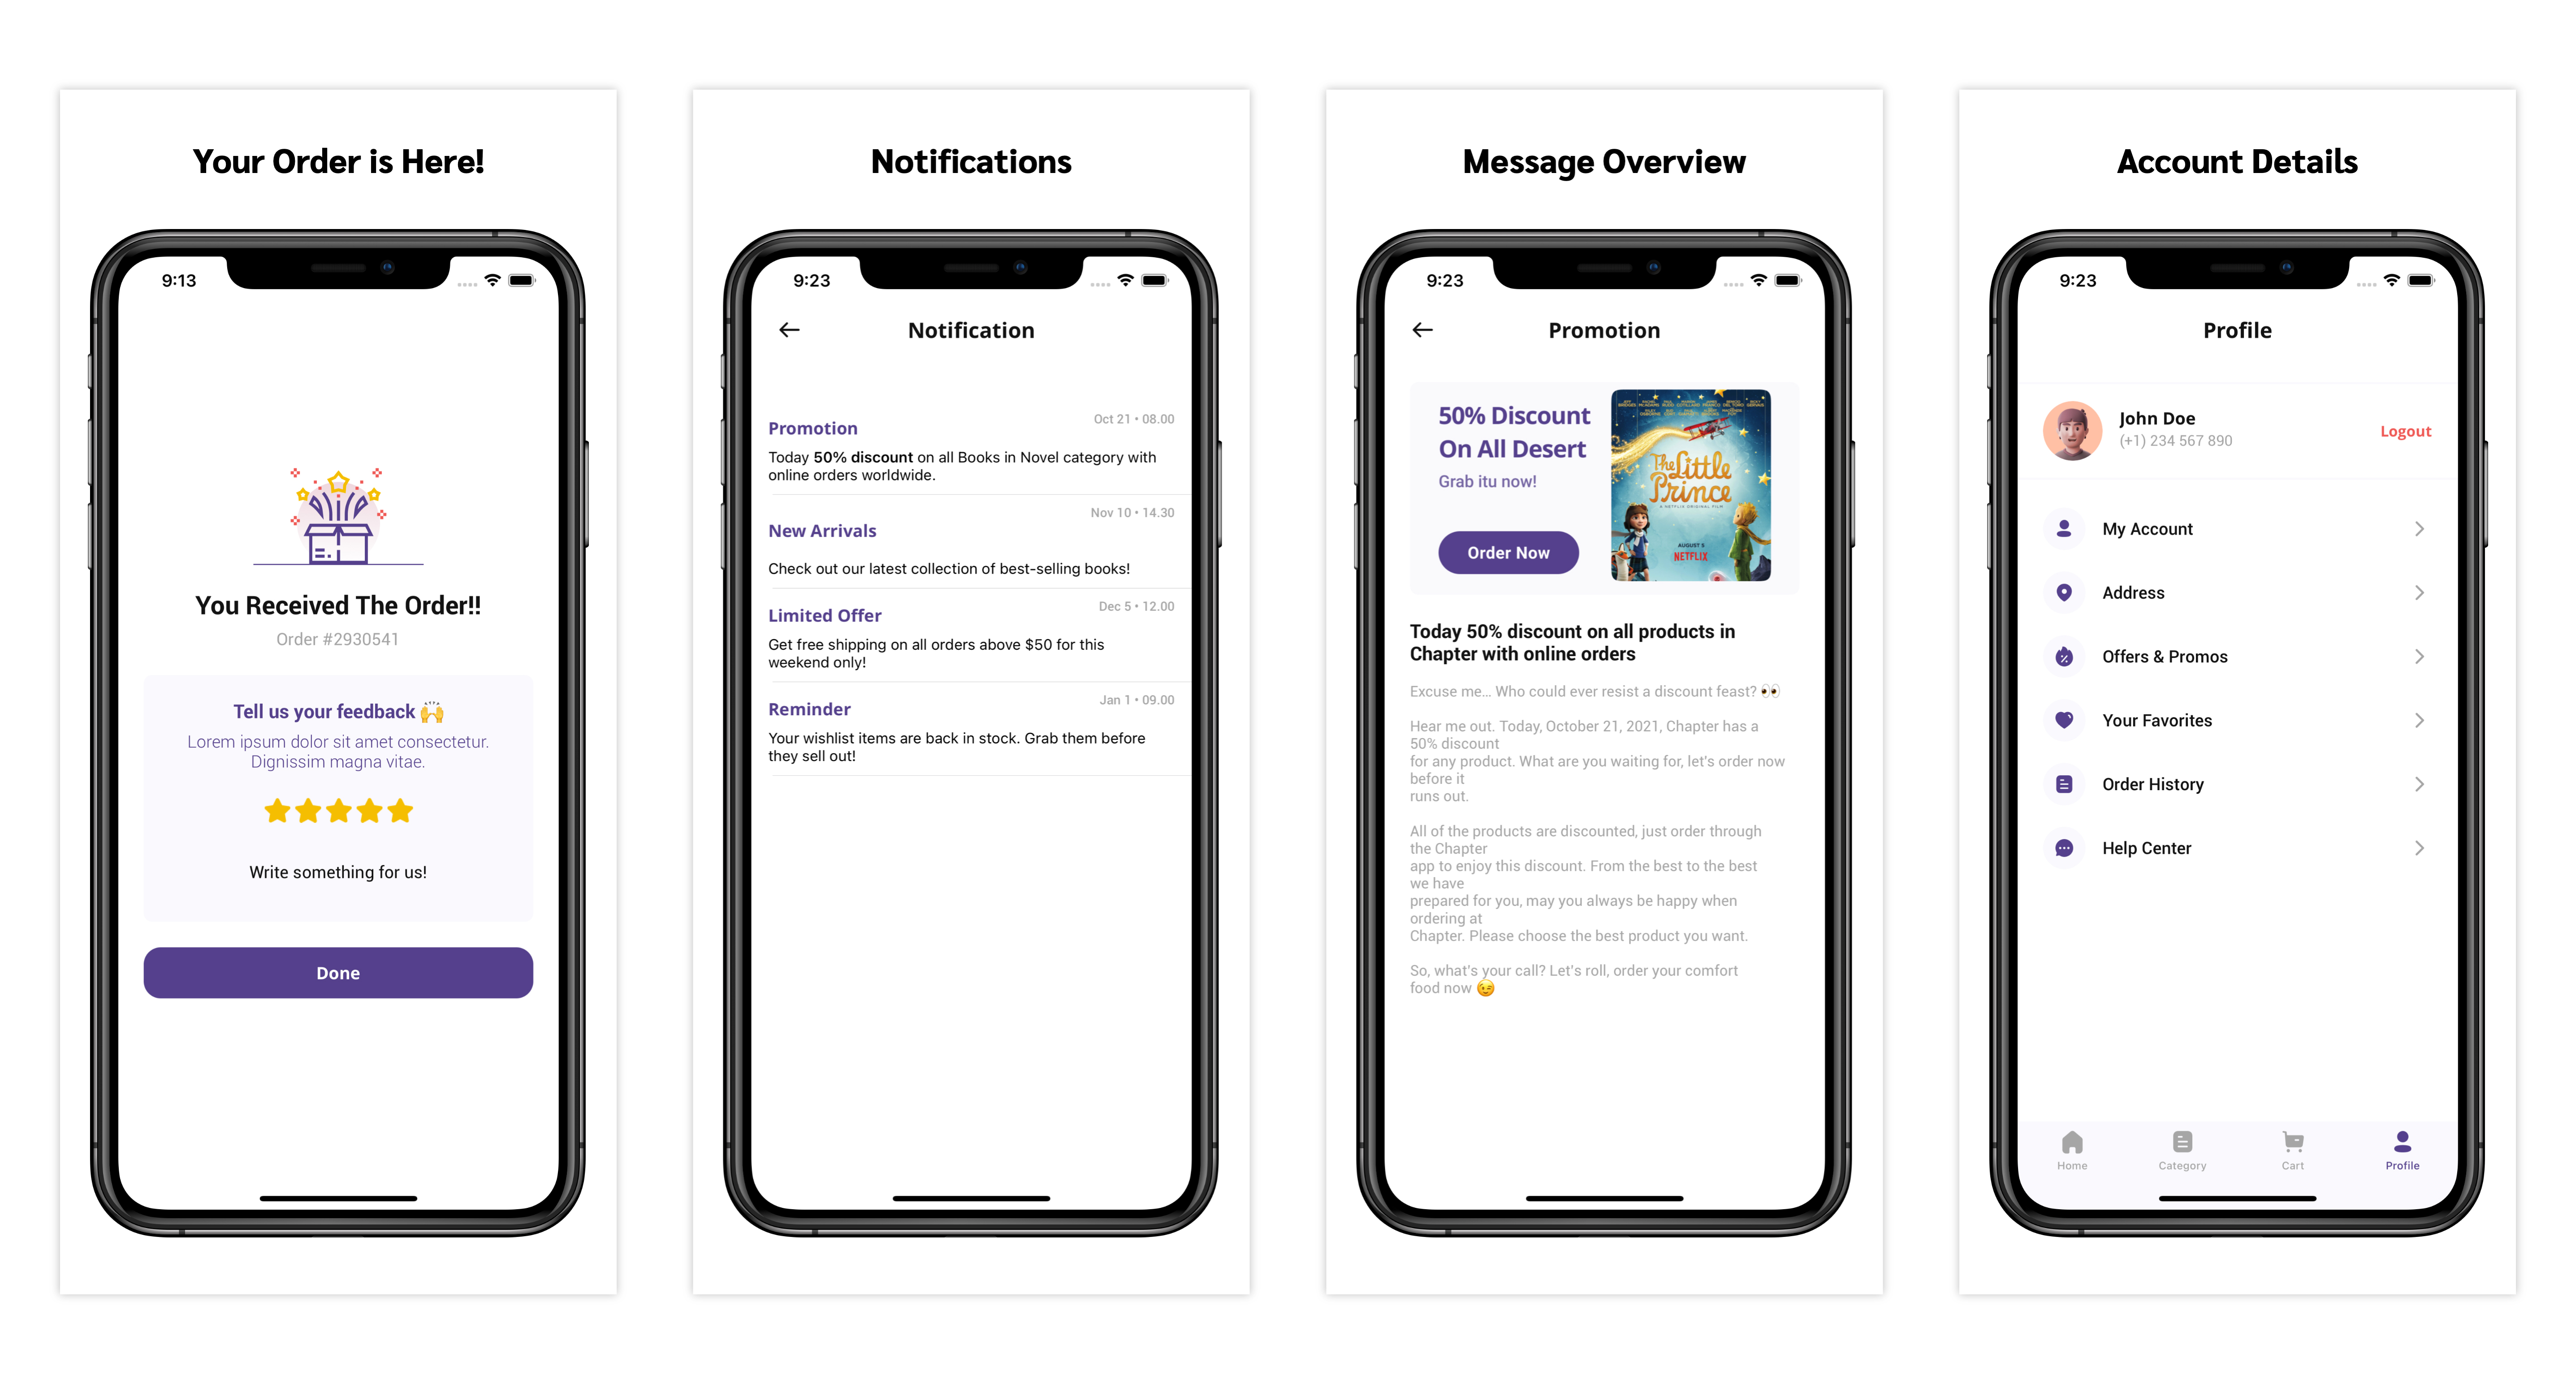 Your Order is Here!
9:13
You Received The Order!!
Order #2930541
Tell us your feedback 🙌
Lorem ipsum dolor sit amet consectetur.
Dignissim magna vitae.
Write something for us!
Done
Notifications
9:23
Notification
Promotion
Oct 21 • 08.00
Today 50% discount on all Books in Novel category with
online orders worldwide.
New Arrivals
Nov 10 • 14.30
Check out our latest collection of best-selling books!
Limited Offer
Dec 5 • 12.00
Get free shipping on all orders above $50 for this
weekend only!
Reminder
Jan 1 • 09.00
Your wishlist items are back in stock. Grab them before
they sell out!
Message Overview
9:23
Promotion
50% Discount
On All Desert
Grab itu now!
Order Now
The Little
Prince
A NETFLIX ORIGINAL FILM
AUGUST 5
NETFLIX
Today 50% discount on all products in
Chapter with online orders
Excuse me... Who could ever resist a discount feast? 👀
Hear me out. Today, October 21, 2021, Chapter has a
50% discount
for any product. What are you waiting for, let's order now
before it
runs out.
All of the products are discounted, just order through
the Chapter
app to enjoy this discount. From the best to the best
we have
prepared for you, may you always be happy when
ordering at
Chapter. Please choose the best product you want.
So, what's your call? Let's roll, order your comfort
food now 😉
Account Details
9:23
Profile
John Doe
(+1) 234 567 890
Logout
My Account
Address
Offers & Promos
Your Favorites
Order History
Help Center
Home
Category
Cart
Profile